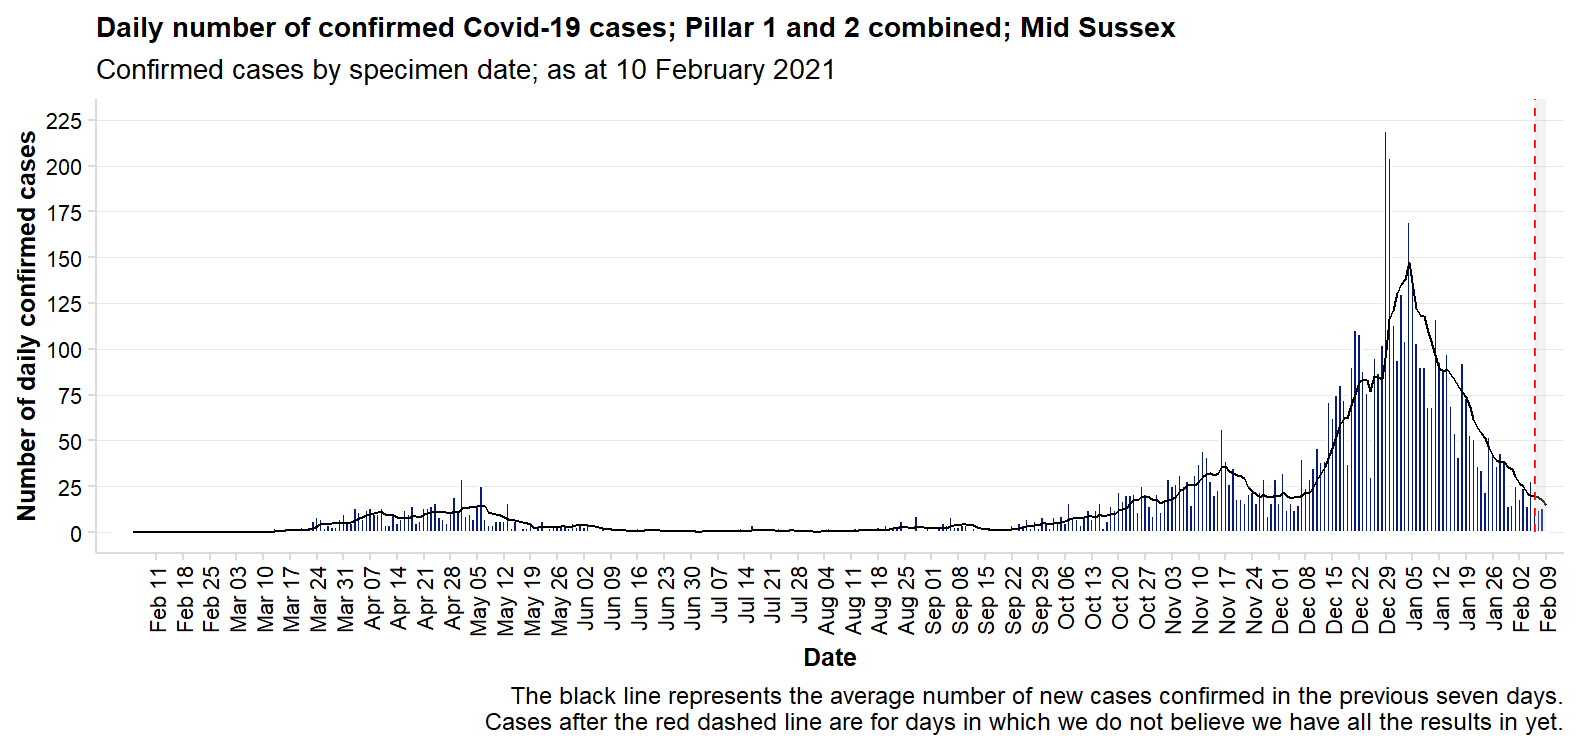 Daily number of confirmed Covid-19 cases; Pillar 1 and 2 combined; Mid Sussex
Confirmed cases by specimen date; as at 10 February 2021
Number of daily confirmed cases
225
200
175
150
125
100
75
50
25
0
Feb 11
Feb 18
Feb 25
Mar 03
Mar 10
Mar 17
Mar 24
Mar 31
Apr 07
Apr 14
Apr 21
Apr 28
May 05
May 12
May 19
May 26
Jun 02
Jun 09
Jun 16
Jun 23
Jun 30
Jul 07
Jul 14
Jul 21
Jul 28
Aug 04
Aug 11
Aug 18
Aug 25
Sep 01
Sep 08
Sep 15
Sep 22
Sep 29
Oct 06
Oct 13
Oct 20
Oct 27
Nov 03
Nov 10
Nov 17
Nov 24
Dec 01
Dec 08
Dec 15
Dec 22
Dec 29
Jan 05
Jan 12
Jan 19
Jan 26
Feb 02
Feb 09
Date
The black line represents the average number of new cases confirmed in the previous seven days.
Cases after the red dashed line are for days in which we do not believe we have all the results in yet.